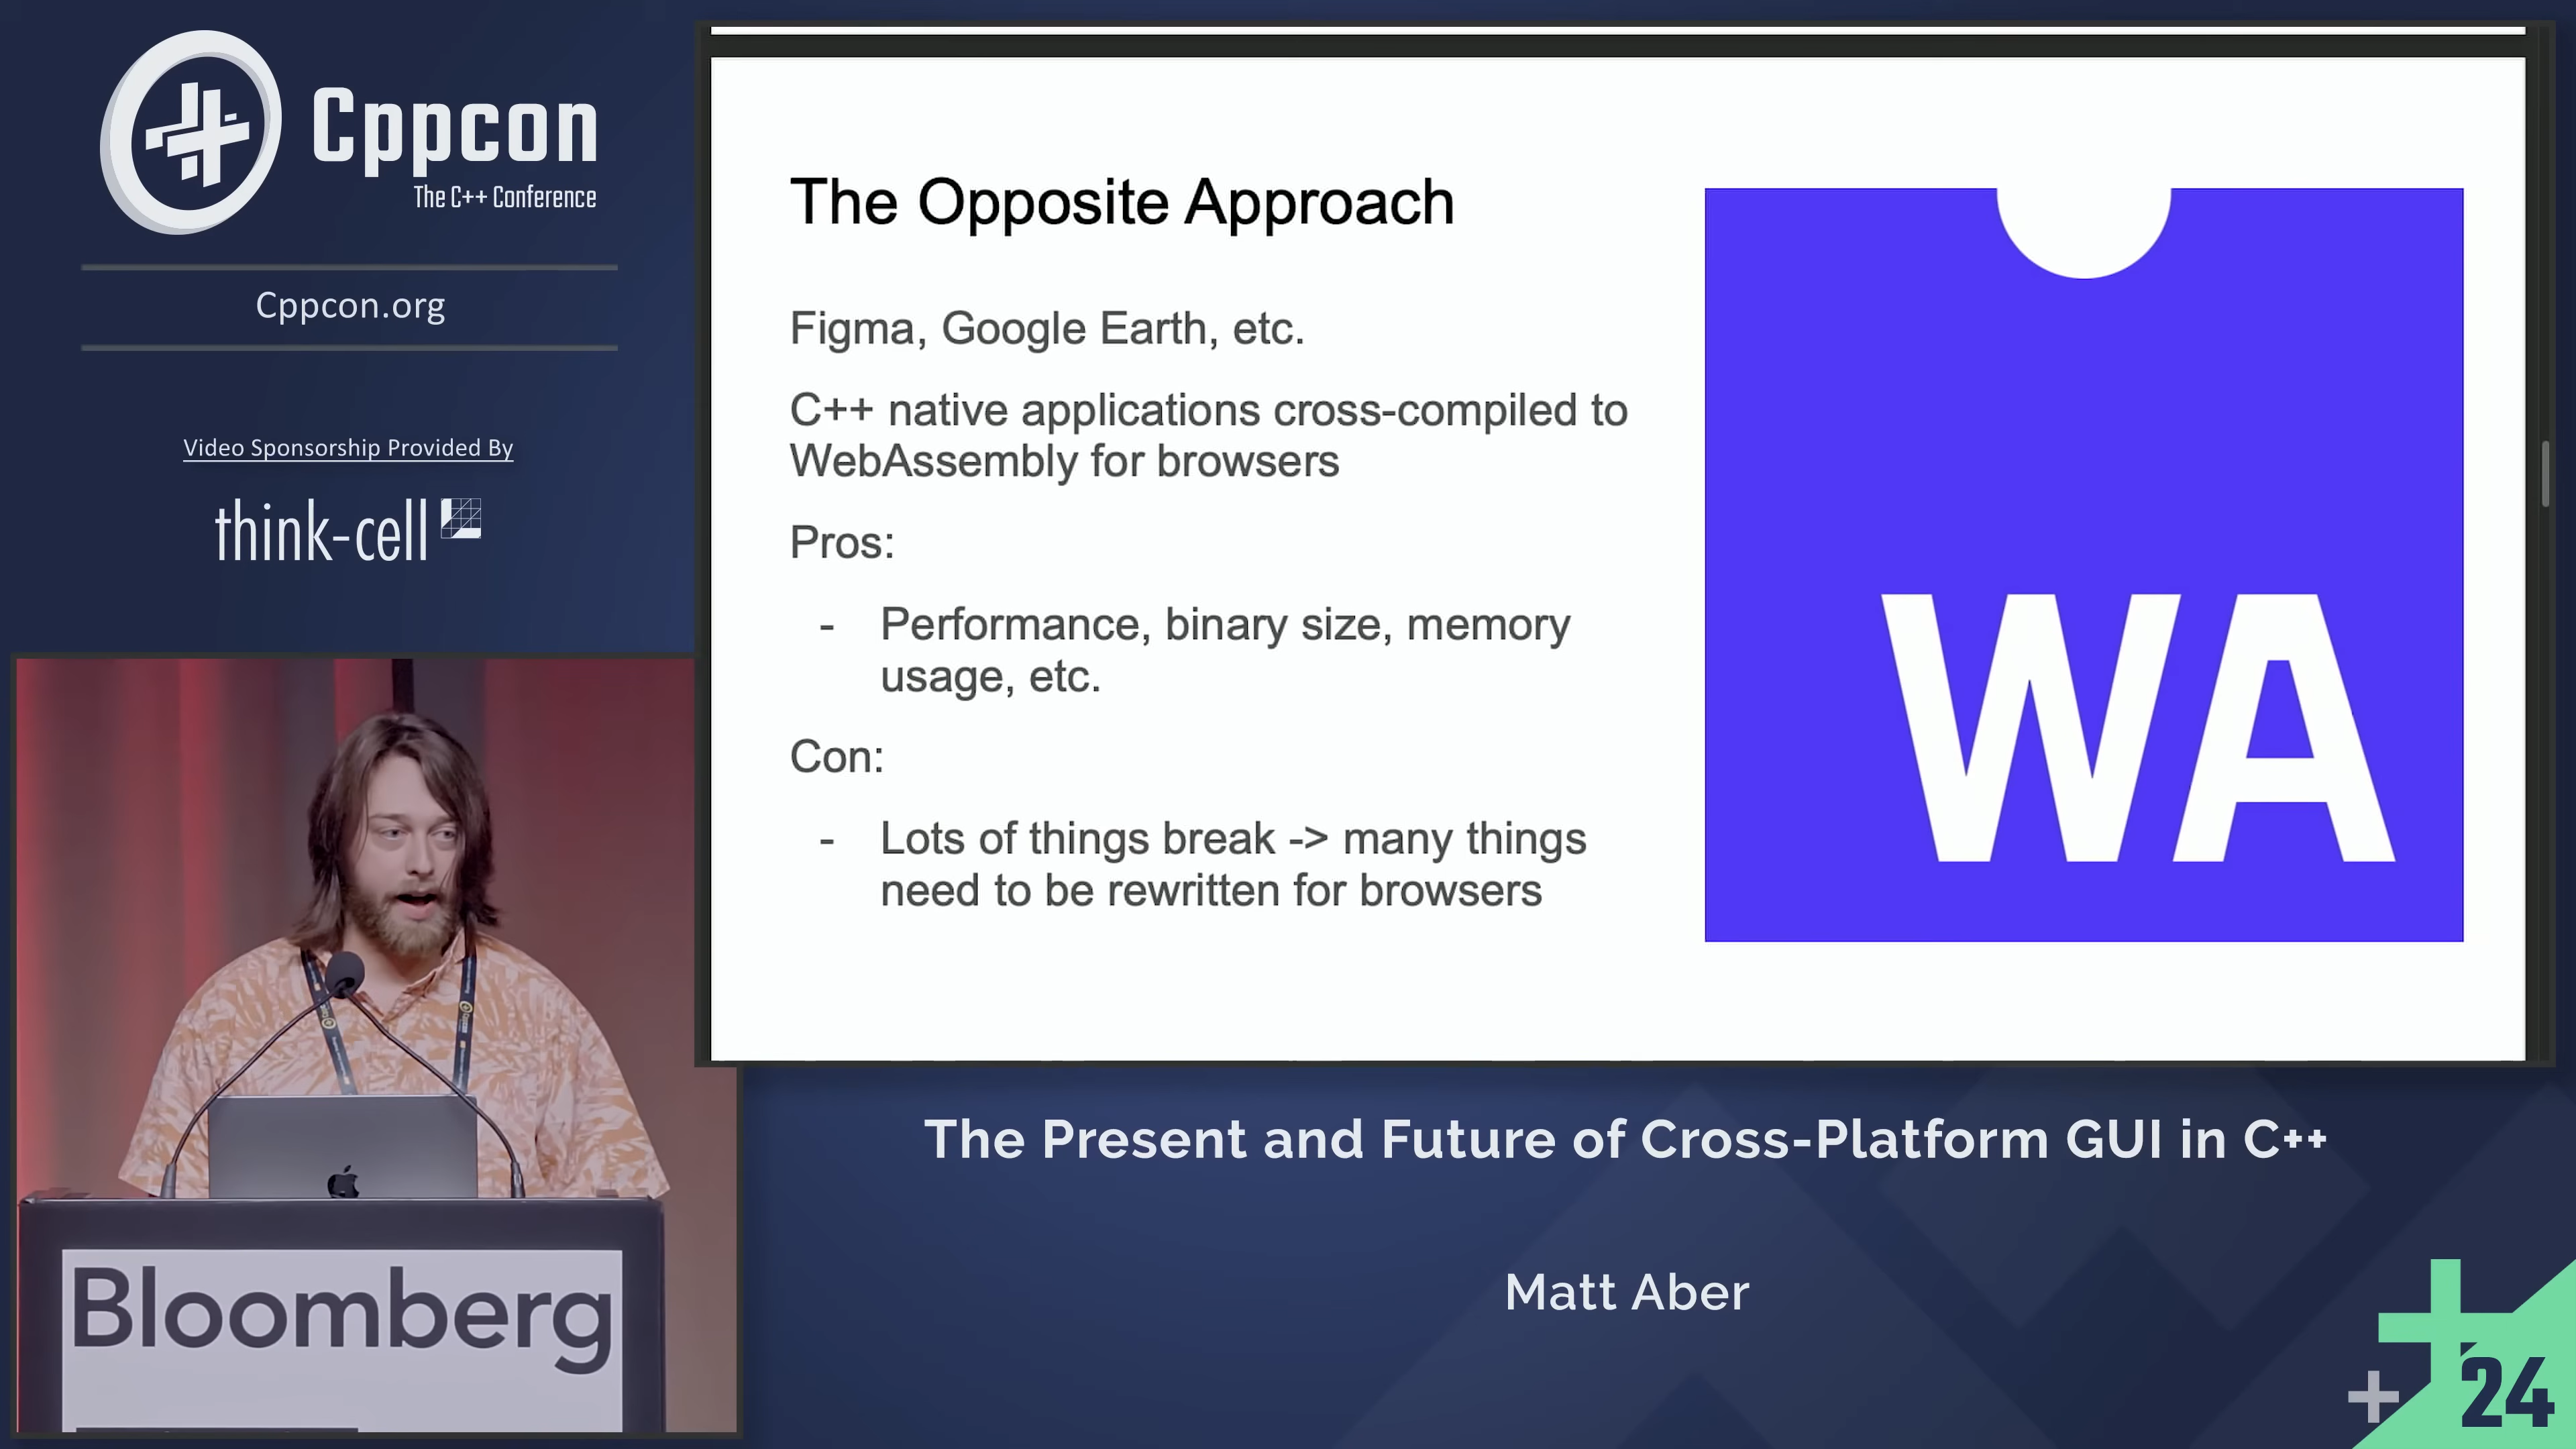 Cppcon
The C++ Conference
Cppcon.org
Video Sponsorship Provided By
think-cell
The Opposite Approach
Figma, Google Earth, etc.
C++ native applications cross-compiled to
WebAssembly for browsers
Pros:
- Performance, binary size, memory
usage, etc.
Con:
- Lots of things break -> many things
need to be rewritten for browsers
WA
Bloomberg
The Present and Future of Cross-Platform GUI in C++
Matt Aber
24